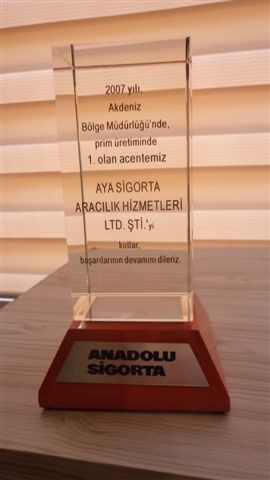 2007 yılı,
Akdeniz
Bölge Müdürlüğü'nde,
prim üretiminde
1. olan acentemiz
AYA SİGORTA
ARACILIK HİZMETLERİ
LTD. ŞTİ.'yi
kutlar,
başarılarının devamını dileriz.
ANADOLU
SİGORTA